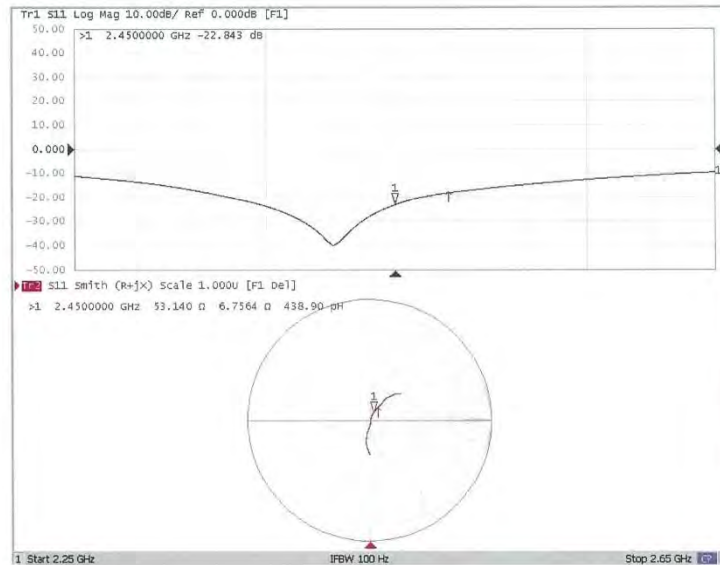 Tr1 S11 Log Mag 10.00dB/ Ref 0.000dB [F1]
50.00
>1 2.4500000 GHz -22.843 dB
40.00
30.00
20.00
10.00
0.000
-10.00
1
1
-20.00
-30.00
-40.00
-50.00
Tr2 S11 Smith (R+jX) Scale 1.000U [F1 Del]
>1 2.4500000 GHz 53.140 Ω 6.7564 Ω 438.90 pH
1
1 Start 2.25 GHz IFBW 100 Hz Stop 2.65 GHz C?